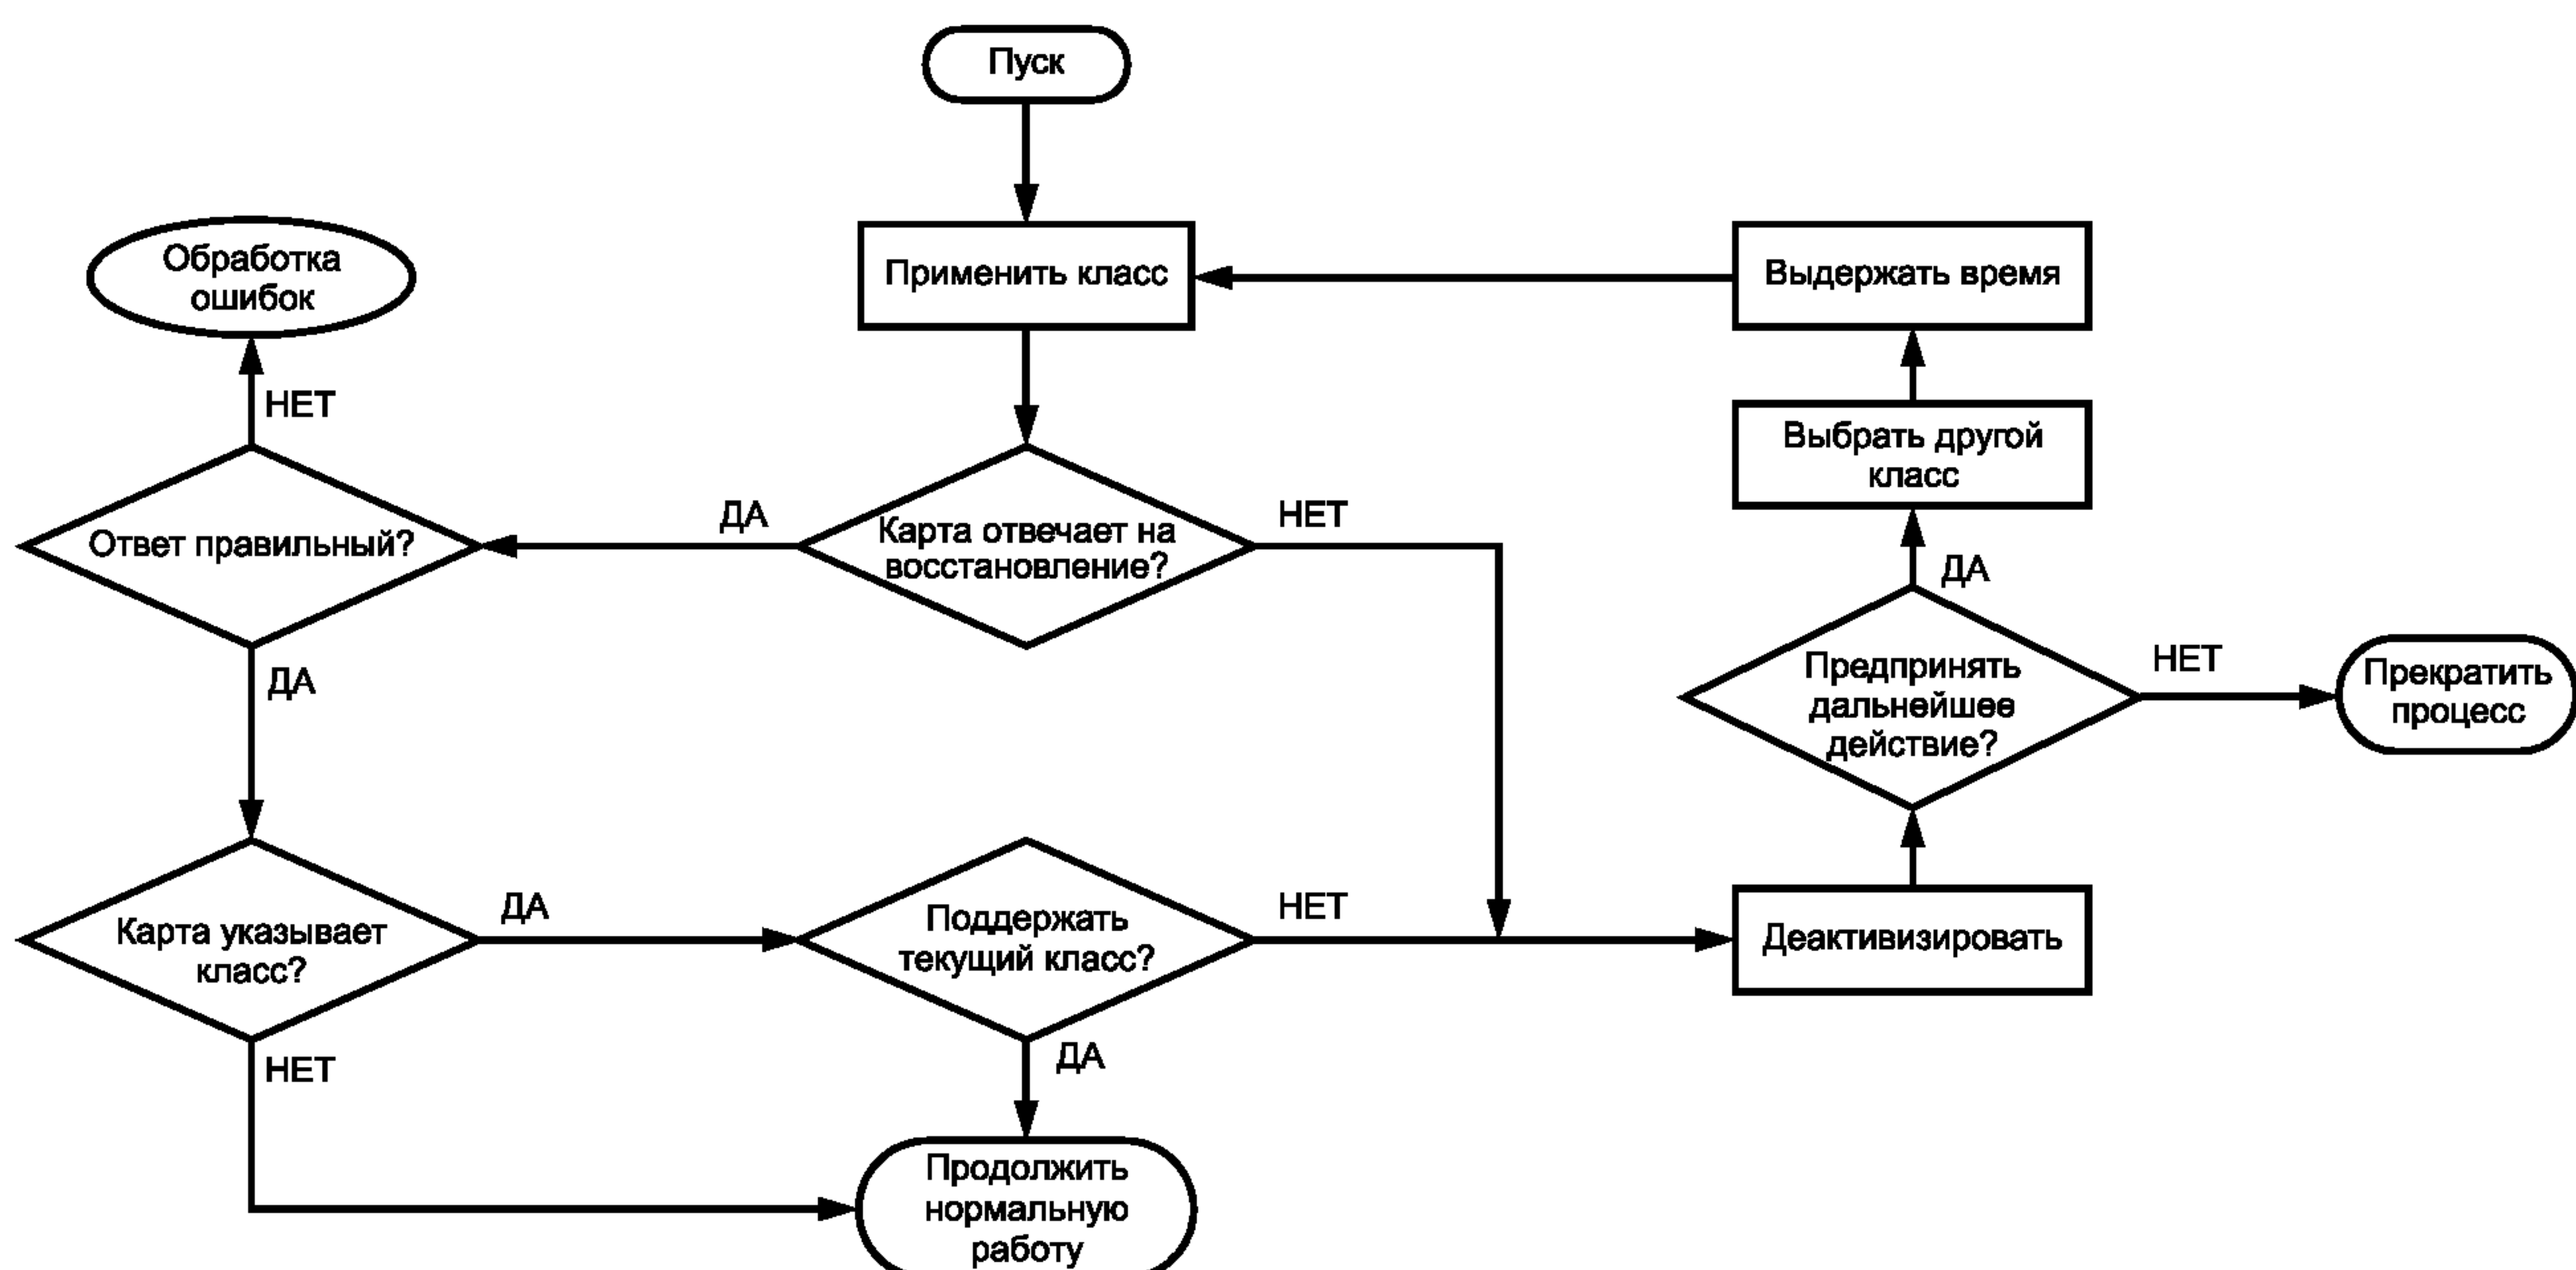 Пуск
Обработка
ошибок
Применить класс
Выдержать время
НЕТ
Выбрать другой
класс
Ответ правильный?
ДА
Карта отвечает на
восстановление?
НЕТ
ДА
ДА
Предпринять
дальнейшее
действие?
НЕТ
Прекратить
процесс
Карта указывает
класс?
ДА
Поддержать
текущий класс?
НЕТ
Деактивизировать
НЕТ
ДА
Продолжить
нормальную
работу